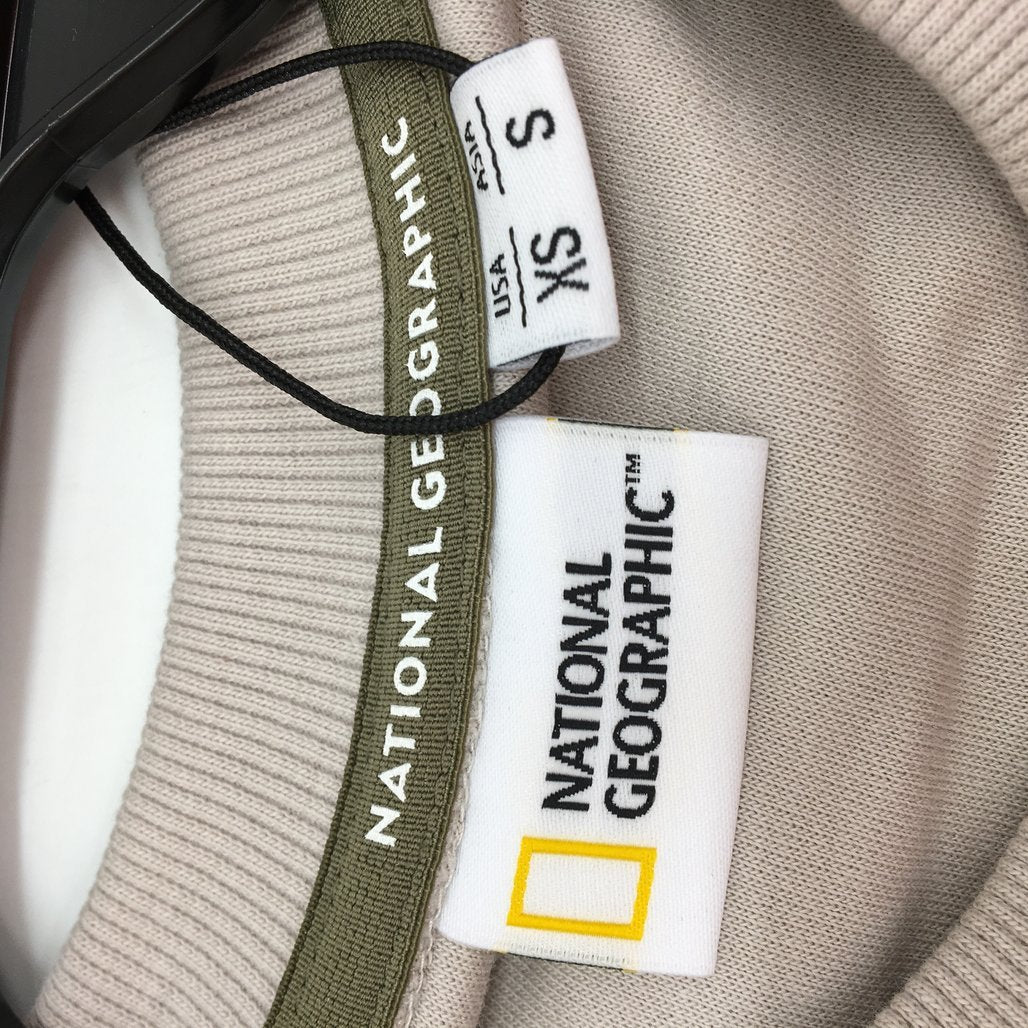 NATIONAL GEOGRAPHIC
ASIA
S
USA
XS
NATIONAL
GEOGRAPHIC™